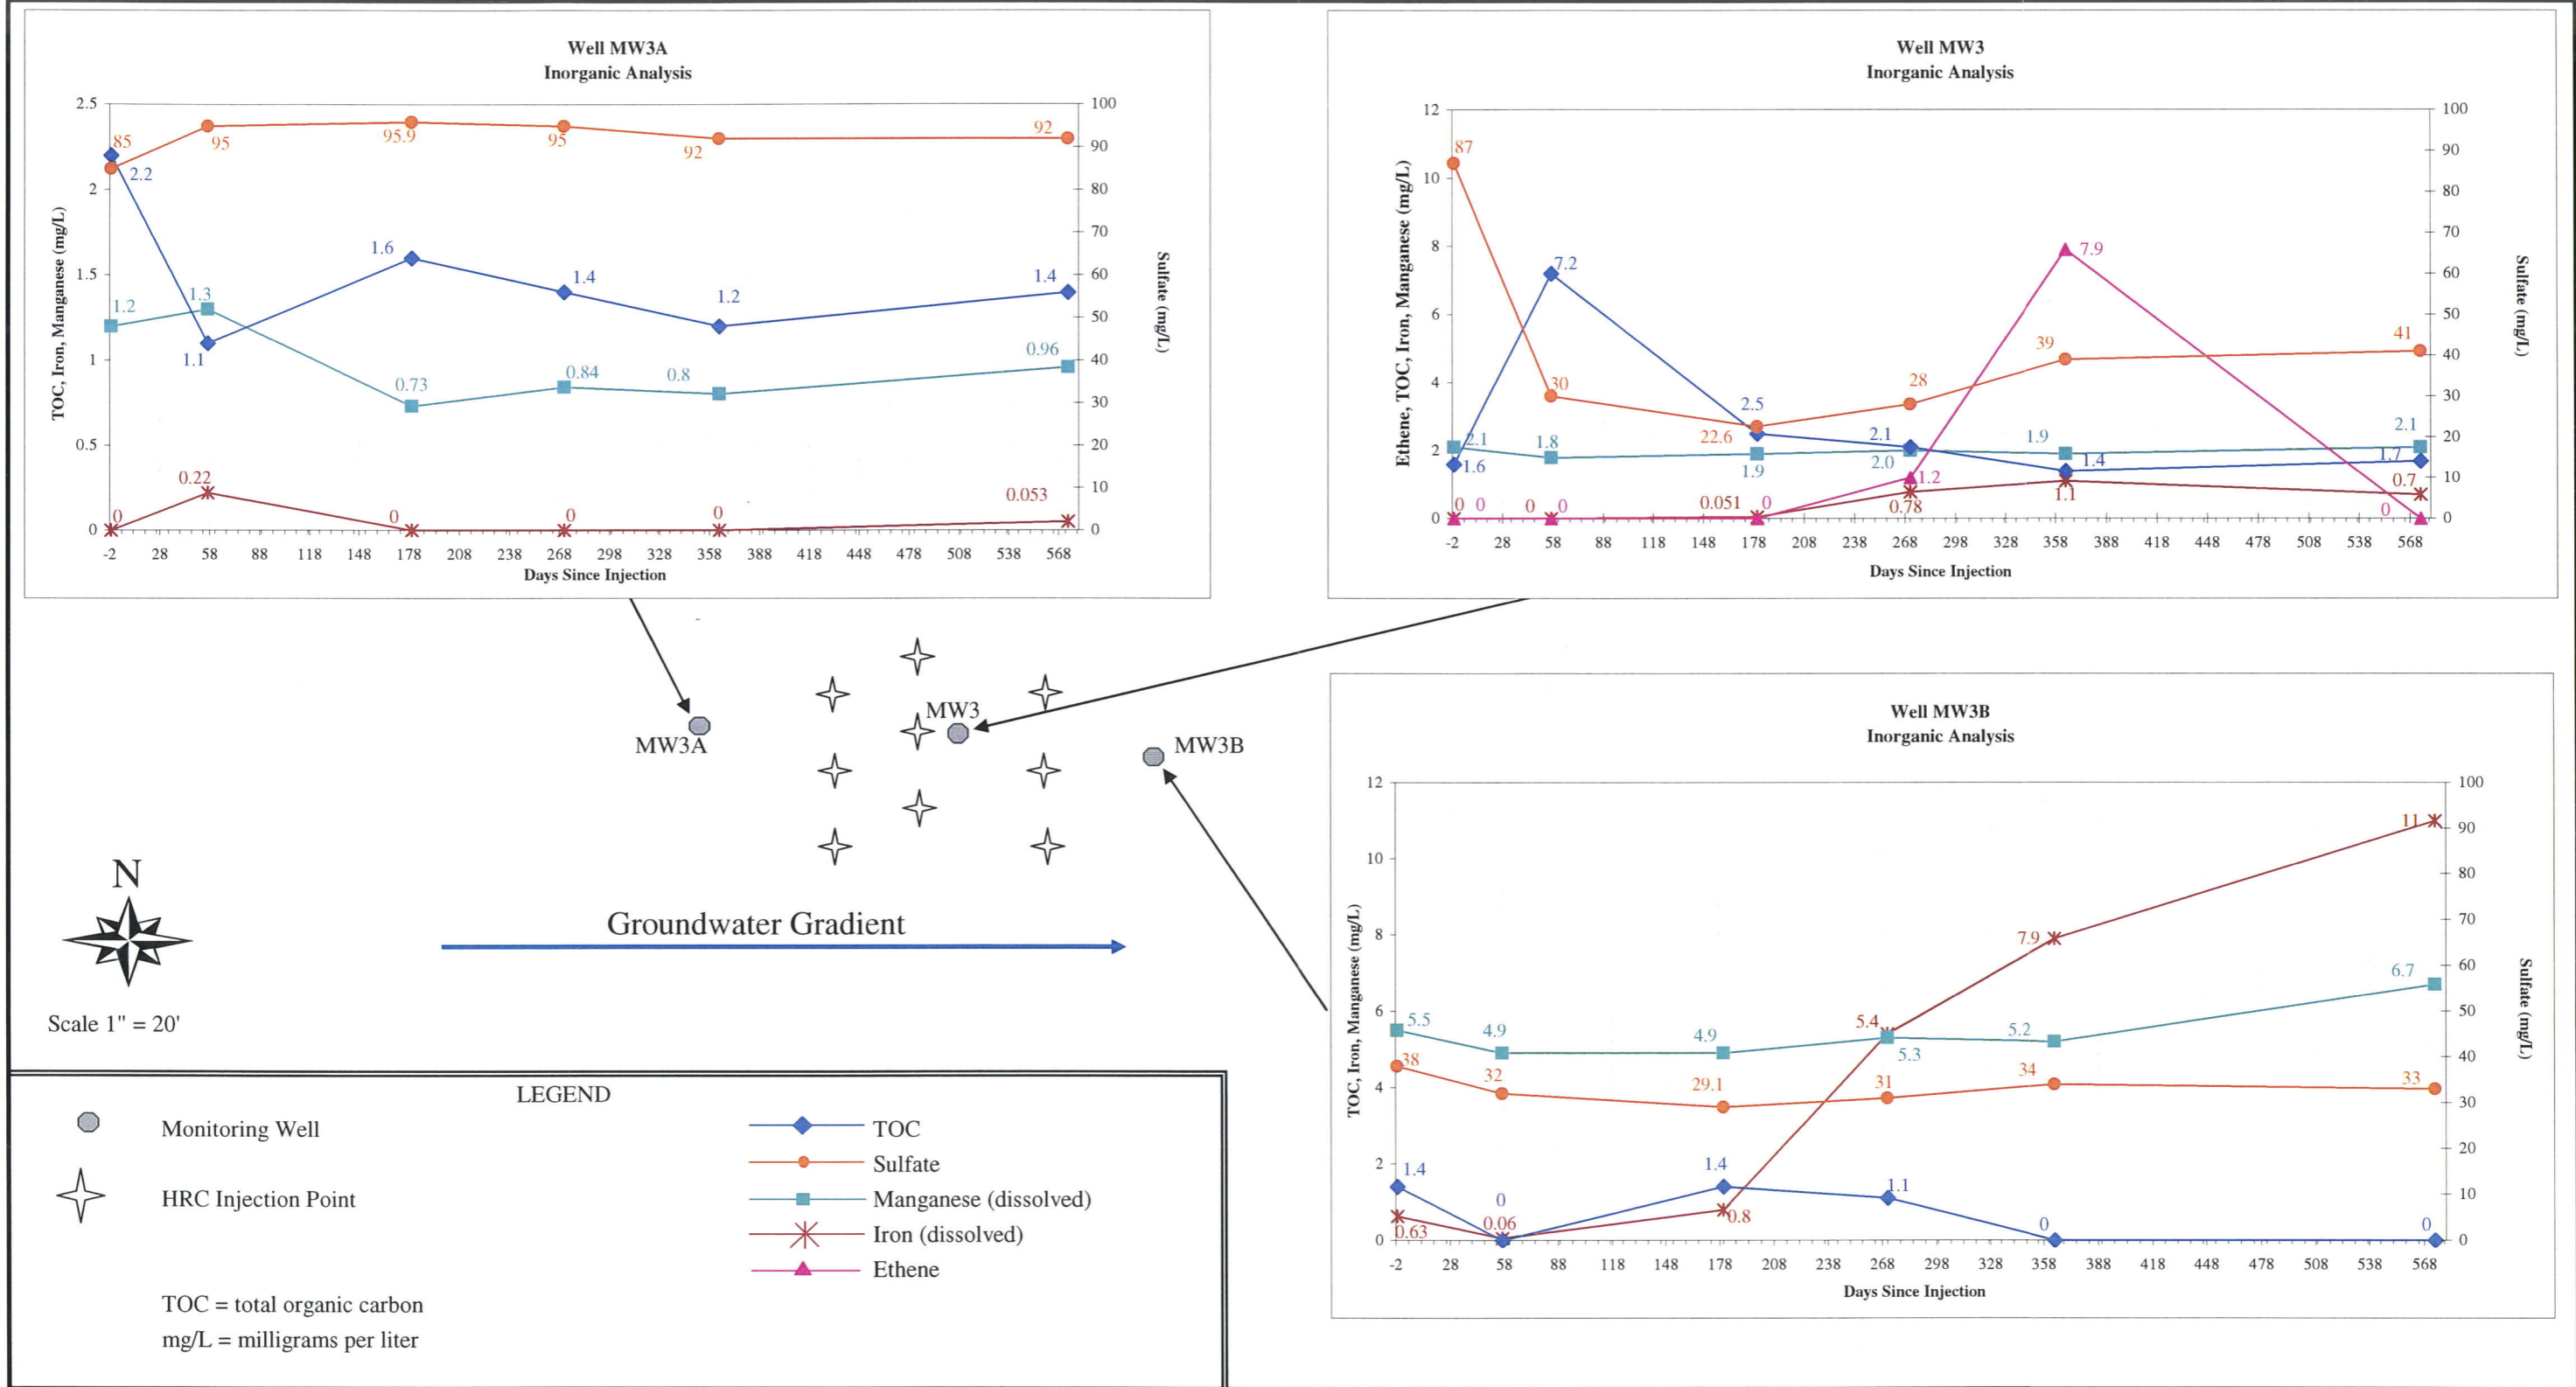 Well MW3A
Inorganic Analysis
TOC, Iron, Manganese (mg/L)
2.5
2
1.5
1
0.5
0
100
90
80
70
60
50
40
30
20
10
0
Sulfate (mg/L)
85 95 95.9 95 92 92
2.2 1.1 1.6 1.4 1.2 1.4
1.2 1.3 0.73 0.84 0.8 0.96
0 0.22 0 0 0 0.053
-2 28 58 88 118 148 178 208 238 268 298 328 358 388 418 448 478 508 538 568
Days Since Injection
Well MW3
Inorganic Analysis
Ethene, TOC, Iron, Manganese (mg/L)
12
10
8
6
4
2
0
100
90
80
70
60
50
40
30
20
10
0
Sulfate (mg/L)
87 30 22.6 28 39 41
1.6 7.2 2.5 2.1 1.4 1.7
2.1 1.8 1.9 2.0 1.9 2.1
0 0 0.051 0.78 1.1 0.7
0 0 0 1.2 7.9 0
-2 28 58 88 118 148 178 208 238 268 298 328 358 388 418 448 478 508 538 568
Days Since Injection
MW3A
MW3
MW3B
N
Scale 1" = 20'
Groundwater Gradient
Well MW3B
Inorganic Analysis
TOC, Iron, Manganese (mg/L)
12
10
8
6
4
2
0
100
90
80
70
60
50
40
30
20
10
0
Sulfate (mg/L)
5.5 4.9 4.9 5.3 5.2 6.7
38 32 29.1 31 34 33
1.4 0 1.4 1.1 0 0
0.63 0.06 0.8 5.4 7.9 11
-2 28 58 88 118 148 178 208 238 268 298 328 358 388 418 448 478 508 538 568
Days Since Injection
LEGEND
Monitoring Well
HRC Injection Point
TOC
Sulfate
Manganese (dissolved)
Iron (dissolved)
Ethene
TOC = total organic carbon
mg/L = milligrams per liter